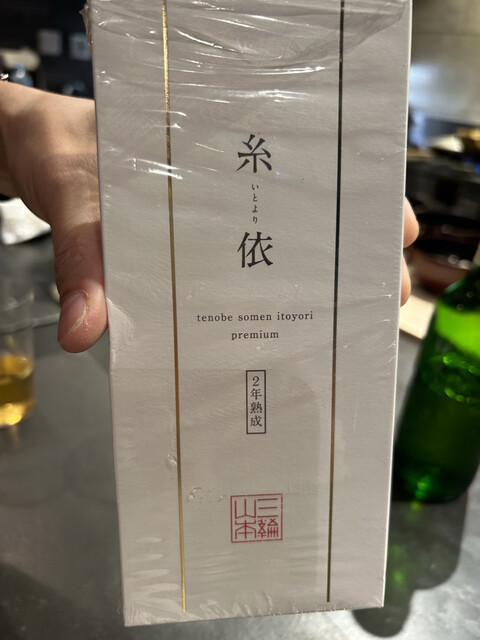 糸依
いとより
tenobe somen itoyori
premium
2年熟成
三輪
山本